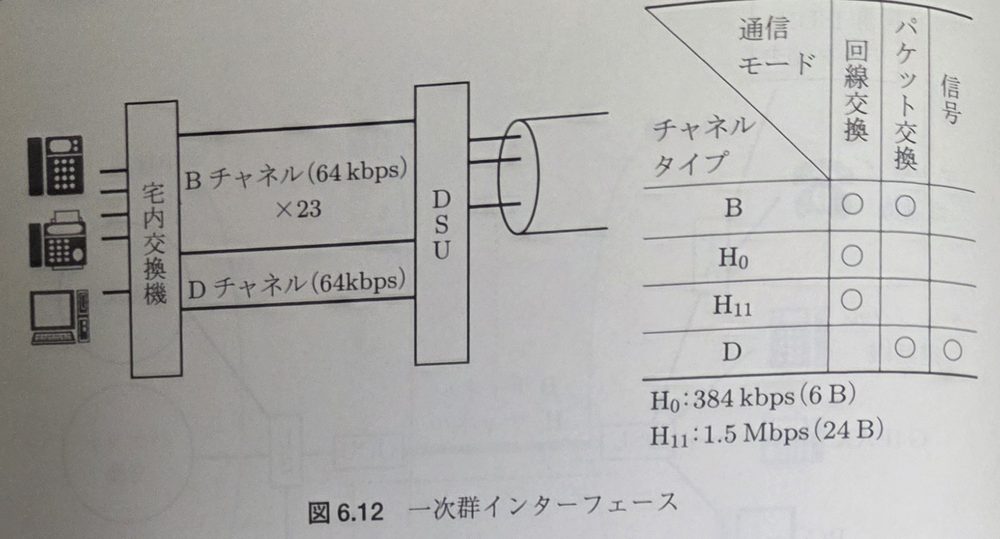 宅内交換機
Bチャネル(64 kbps)
×23
Dチャネル(64kbps)
DSU
通信
モード
チャネル
タイプ
回線交換
パケット交換
信号
B ○ ○
H₀ ○
H₁₁ ○
D ○ ○
H₀:384 kbps(6 B)
H₁₁:1.5 Mbps(24 B)
図 6.12 一次群インターフェース